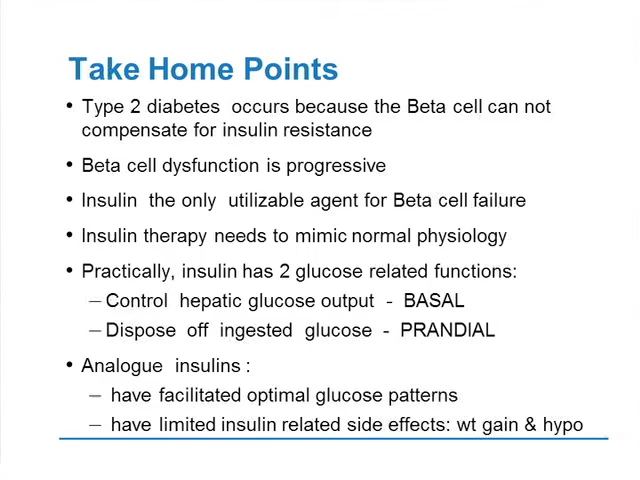 Take Home Points
• Type 2 diabetes occurs because the Beta cell can not
compensate for insulin resistance
• Beta cell dysfunction is progressive
• Insulin the only utilizable agent for Beta cell failure
• Insulin therapy needs to mimic normal physiology
• Practically, insulin has 2 glucose related functions:
– Control hepatic glucose output - BASAL
– Dispose off ingested glucose - PRANDIAL
• Analogue insulins :
– have facilitated optimal glucose patterns
– have limited insulin related side effects: wt gain & hypo